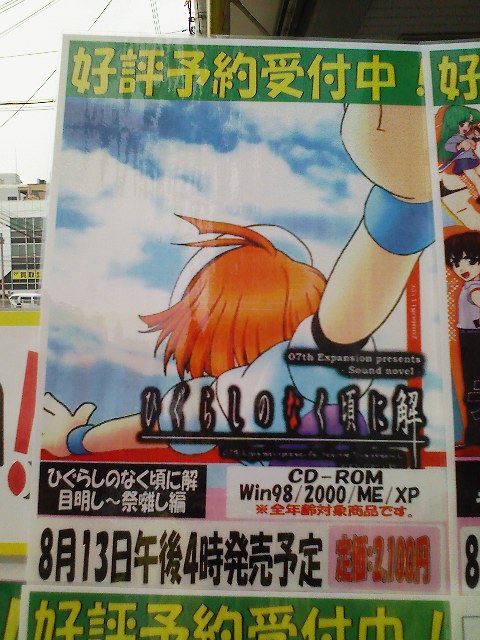 好評予約受付中!
好
07th Expansion presents
Sound novel
ひぐらしのなく頃に解
ひぐらしのなく頃に解
目明し～祭囃し編
CD-ROM
Win98/2000/ME/XP
※全年齢対象商品です。
8月13日午後4時発売予定
定価:2,100円
8
好評予約受付中!